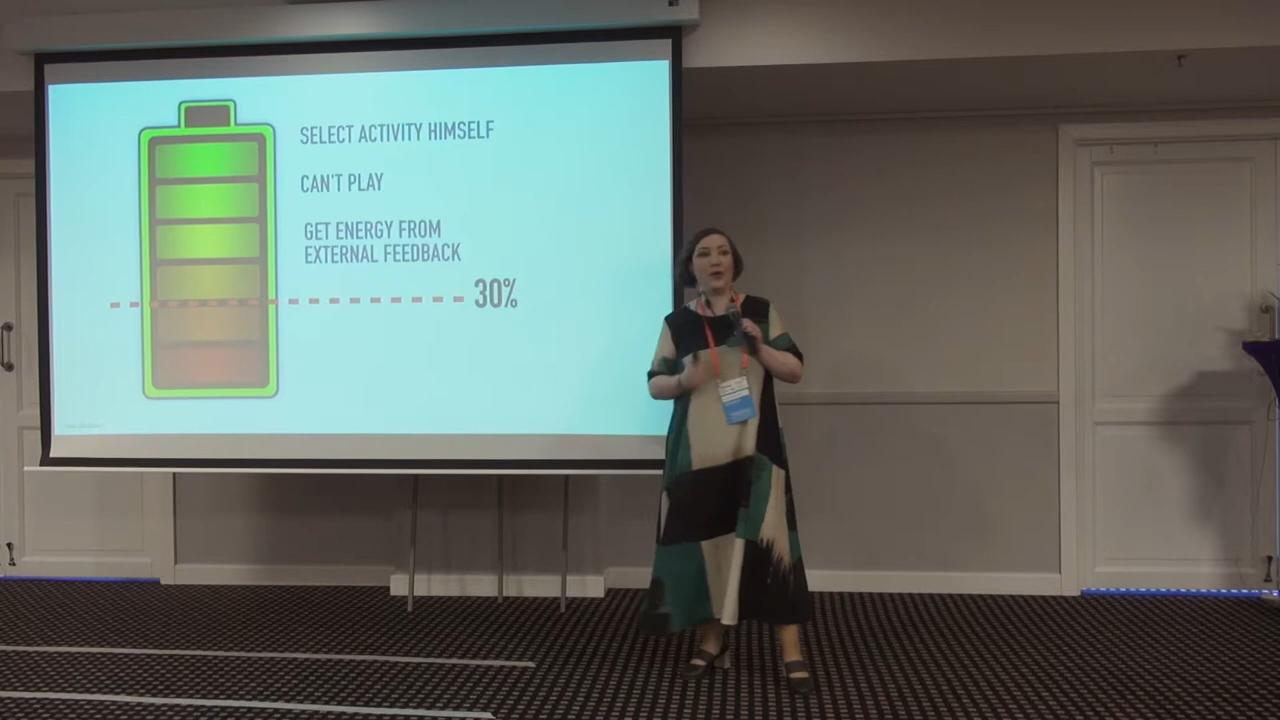 SELECT ACTIVITY HIMSELF
CAN'T PLAY
GET ENERGY FROM
EXTERNAL FEEDBACK
30%